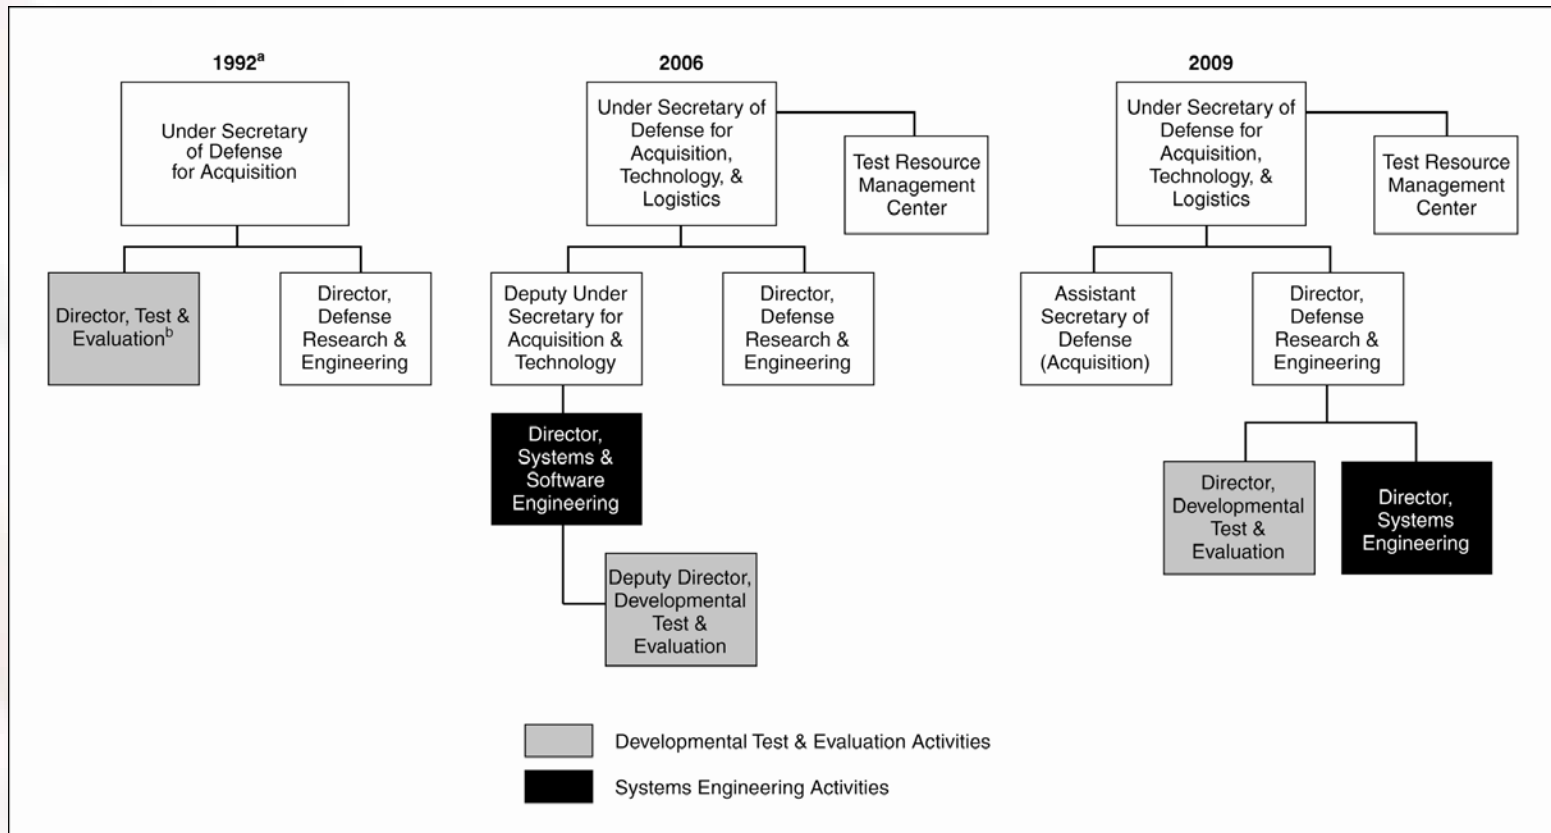 1992a
Under Secretary
of Defense
for Acquisition
Director, Test &
Evaluationb
Director,
Defense
Research &
Engineering
2006
Under Secretary of
Defense for
Acquisition,
Technology, &
Logistics
Test Resource
Management
Center
Deputy Under
Secretary for
Acquisition &
Technology
Director,
Defense
Research &
Engineering
Director,
Systems &
Software
Engineering
Deputy Director,
Developmental
Test &
Evaluation
2009
Under Secretary of
Defense for
Acquisition,
Technology, &
Logistics
Test Resource
Management
Center
Assistant
Secretary of
Defense
(Acquisition)
Director,
Defense
Research &
Engineering
Director,
Developmental
Test &
Evaluation
Director,
Systems
Engineering
Developmental Test & Evaluation Activities
Systems Engineering Activities